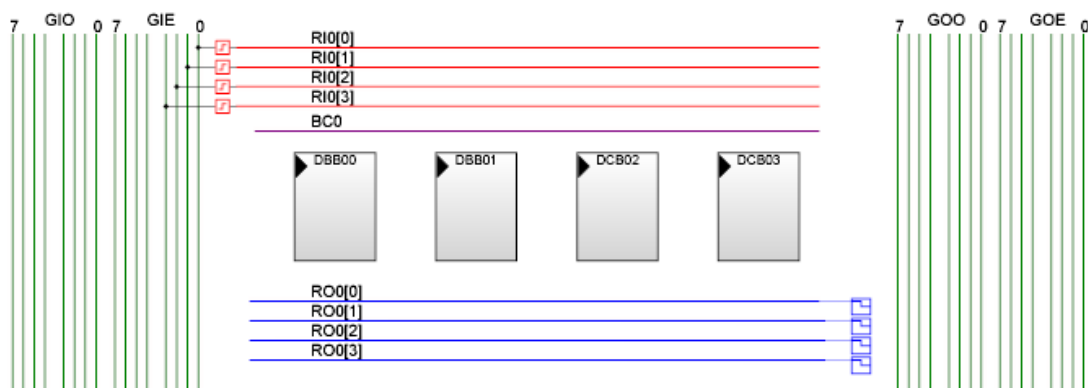 GIO GIE GOO GOE
7 0 7 0 7 0 7 0
RI0[0]
RI0[1]
RI0[2]
RI0[3]
BC0
DBB00 DBB01 DCB02 DCB03
RO0[0]
RO0[1]
RO0[2]
RO0[3]